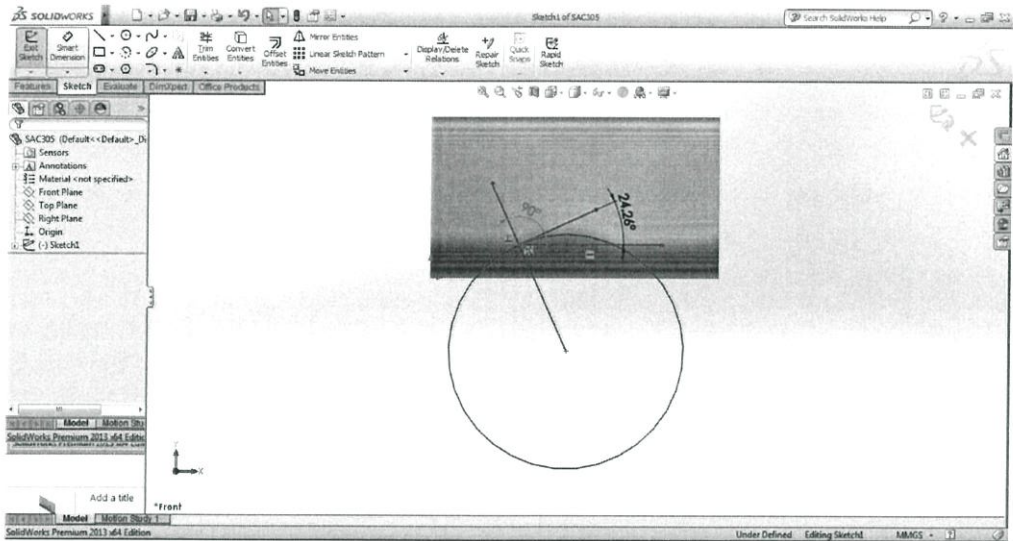 SOLIDWORKS
Sketch1 of SAC305
Search SolidWorks Help
Exit Sketch
Smart Dimension
Trim Entities
Convert Entities
Offset Entities
Mirror Entities
Linear Sketch Pattern
Move Entities
Display/Delete Relations
Repair Sketch
Quick Snaps
Rapid Sketch
Features Sketch Evaluate DimXpert Office Products
SAC305 (Default<<Default>_Di
Sensors
Annotations
Material <not specified>
Front Plane
Top Plane
Right Plane
Origin
(-) Sketch1
90°
24.26°
Model Motion Stu
SolidWorks Premium 2013 x64 Editic
Y
X
Add a title
*Front
Model Motion Study 1
SolidWorks Premium 2013 x64 Edition
Under Defined Editing Sketch1 MMGS